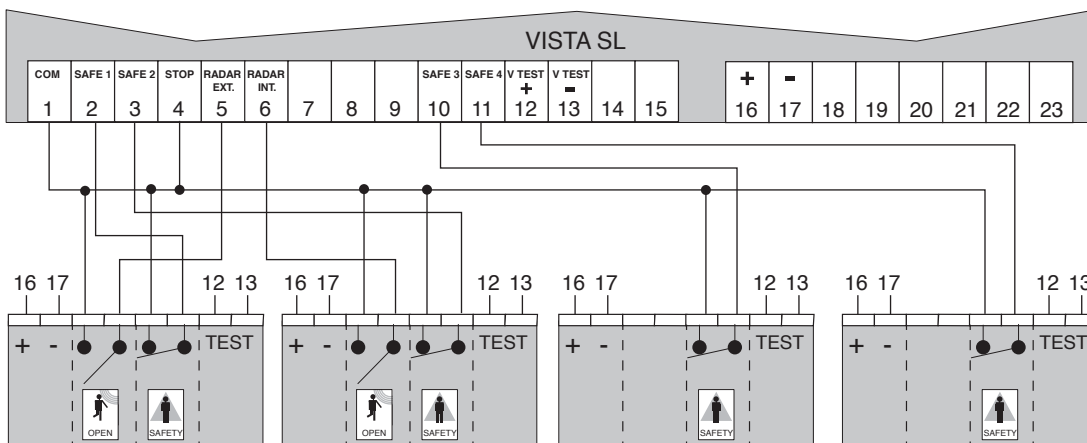 VISTA SL
COM SAFE 1 SAFE 2 STOP RADAR EXT. RADAR INT. SAFE 3 SAFE 4 V TEST + V TEST - + -
1 2 3 4 5 6 7 8 9 10 11 12 13 14 15 16 17 18 19 20 21 22 23
16 17 12 13 16 17 12 13 16 17 12 13 16 17 12 13
+ - TEST + - TEST + - TEST + - TEST
OPEN SAFETY OPEN SAFETY SAFETY SAFETY